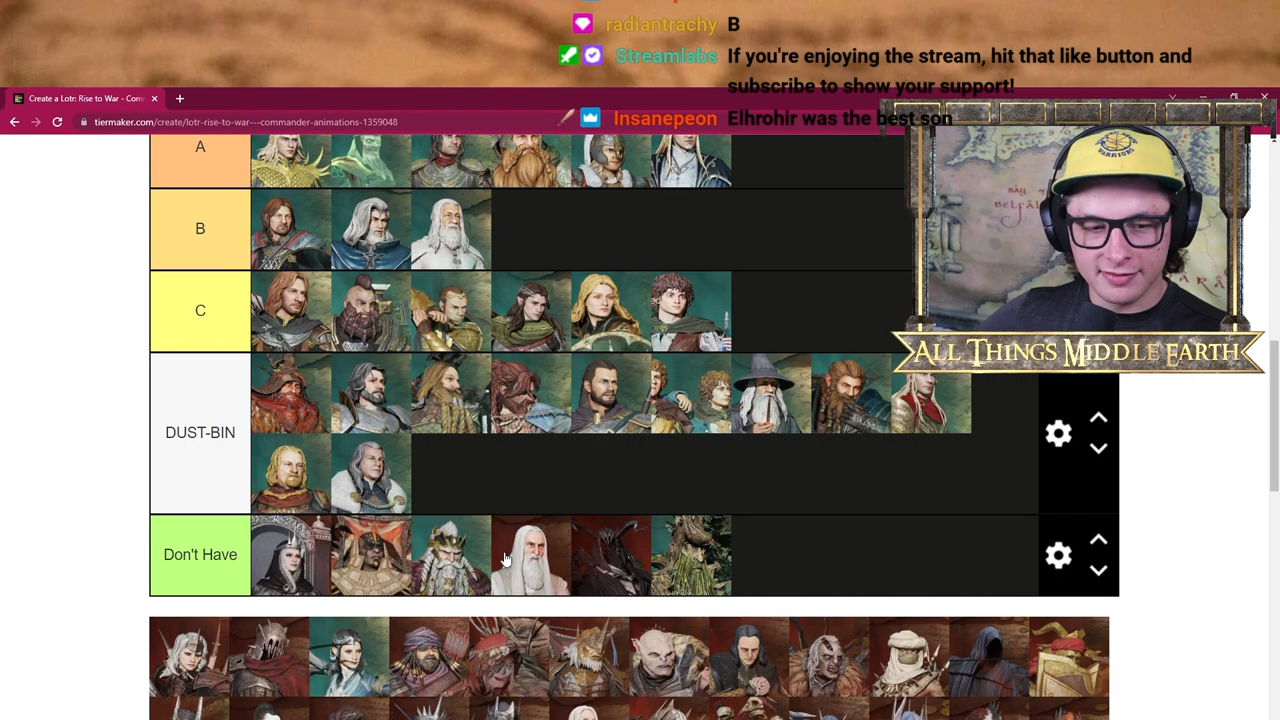 radiantrachy B
Streamlabs If you're enjoying the stream, hit that like button and
subscribe to show your support!
Create a Lotr: Rise to War - Com
Insanepeon Elhrohir was the best son
tiermaker.com/create/lotr-rise-to-war---commander-animations-1359048
A
B
C
ALL THINGS MIDDLE EARTH
DUST-BIN
Don't Have